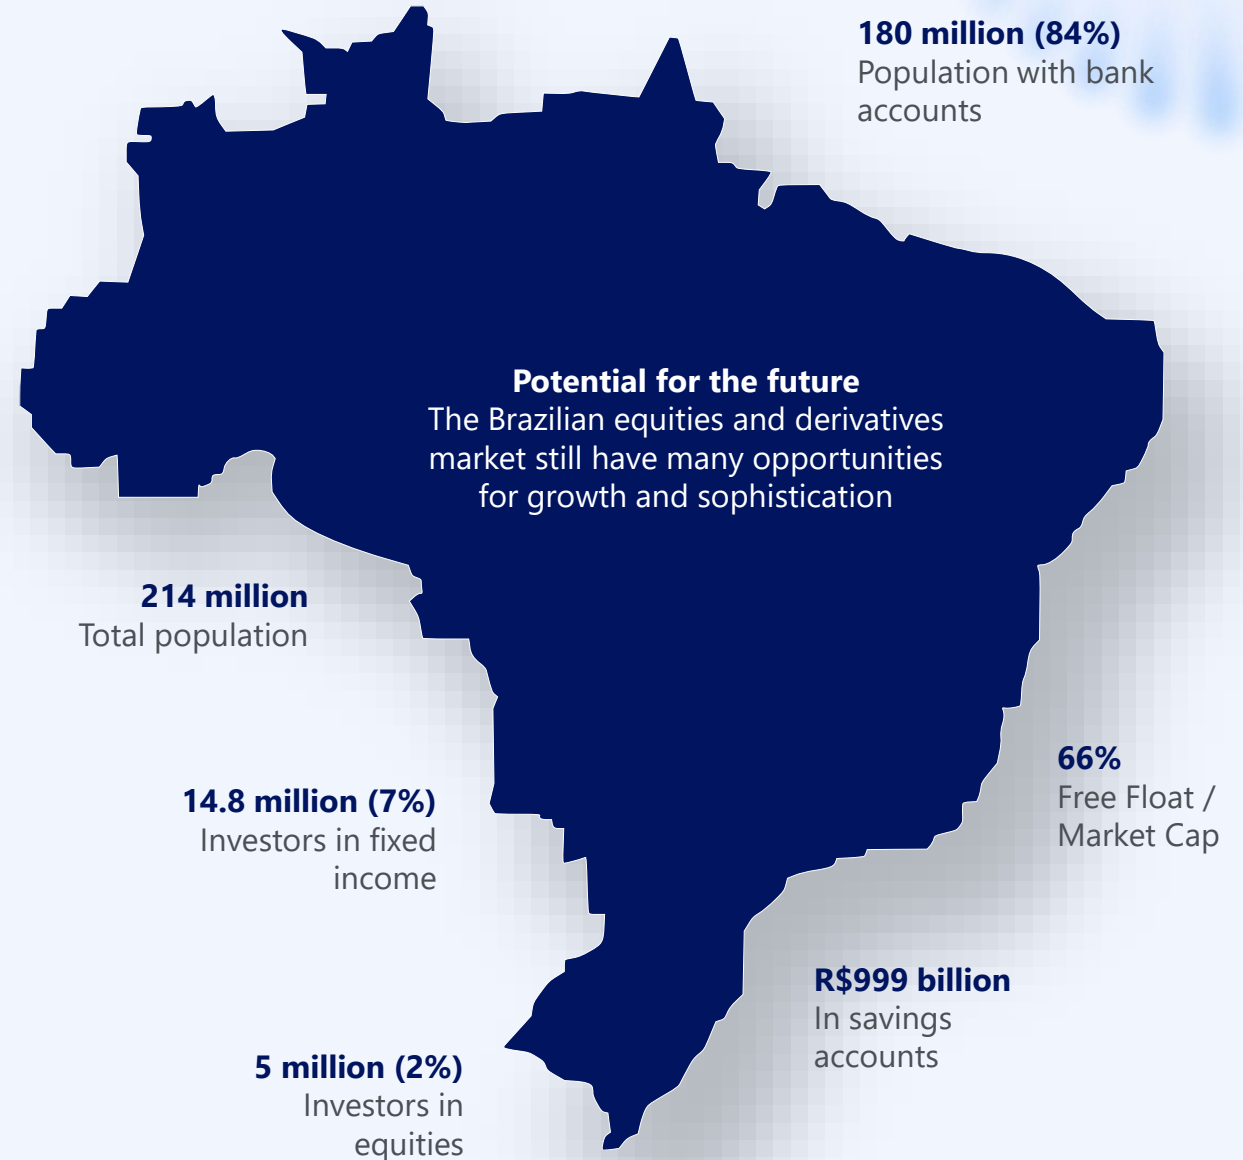 180 million (84%)
Population with bank
accounts
Potential for the future
The Brazilian equities and derivatives
market still have many opportunities
for growth and sophistication
214 million
Total population
66%
Free Float /
Market Cap
14.8 million (7%)
Investors in fixed
income
R$999 billion
In savings
accounts
5 million (2%)
Investors in
equities